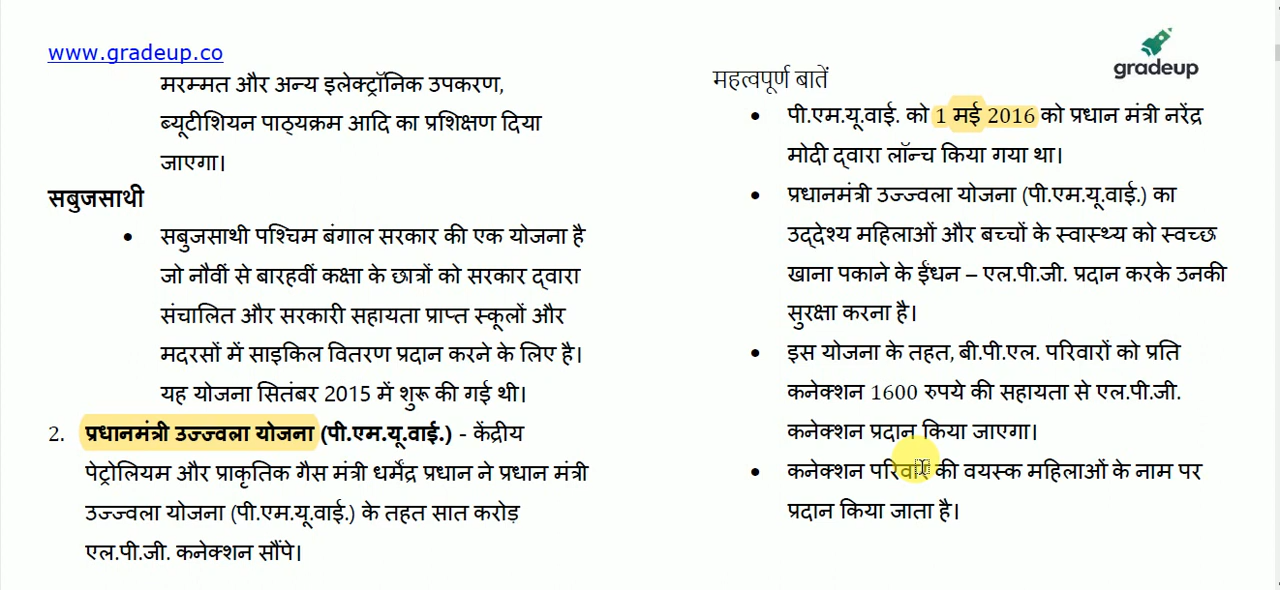 www.gradeup.co
मरम्मत और अन्य इलेक्ट्रॉनिक उपकरण,
ब्यूटीशियन पाठ्यक्रम आदि का प्रशिक्षण दिया
जाएगा।
सबुजसाथी
• सबुजसाथी पश्चिम बंगाल सरकार की एक योजना है
जो नौवीं से बारहवीं कक्षा के छात्रों को सरकार द्वारा
संचालित और सरकारी सहायता प्राप्त स्कूलों और
मदरसों में साइकिल वितरण प्रदान करने के लिए है।
यह योजना सितंबर 2015 में शुरू की गई थी।
2. प्रधानमंत्री उज्ज्वला योजना (पी.एम.यू.वाई.) - केंद्रीय
पेट्रोलियम और प्राकृतिक गैस मंत्री धर्मेंद्र प्रधान ने प्रधान मंत्री
उज्ज्वला योजना (पी.एम.यू.वाई.) के तहत सात करोड़
एल.पी.जी. कनेक्शन सौंपे।
gradeup
महत्वपूर्ण बातें
• पी.एम.यू.वाई. को 1 मई 2016 को प्रधान मंत्री नरेंद्र
मोदी द्वारा लॉन्च किया गया था।
• प्रधानमंत्री उज्ज्वला योजना (पी.एम.यू.वाई.) का
उद्देश्य महिलाओं और बच्चों के स्वास्थ्य को स्वच्छ
खाना पकाने के ईंधन – एल.पी.जी. प्रदान करके उनकी
सुरक्षा करना है।
• इस योजना के तहत, बी.पी.एल. परिवारों को प्रति
कनेक्शन 1600 रुपये की सहायता से एल.पी.जी.
कनेक्शन प्रदान किया जाएगा।
• कनेक्शन परिवार की वयस्क महिलाओं के नाम पर
प्रदान किया जाता है।